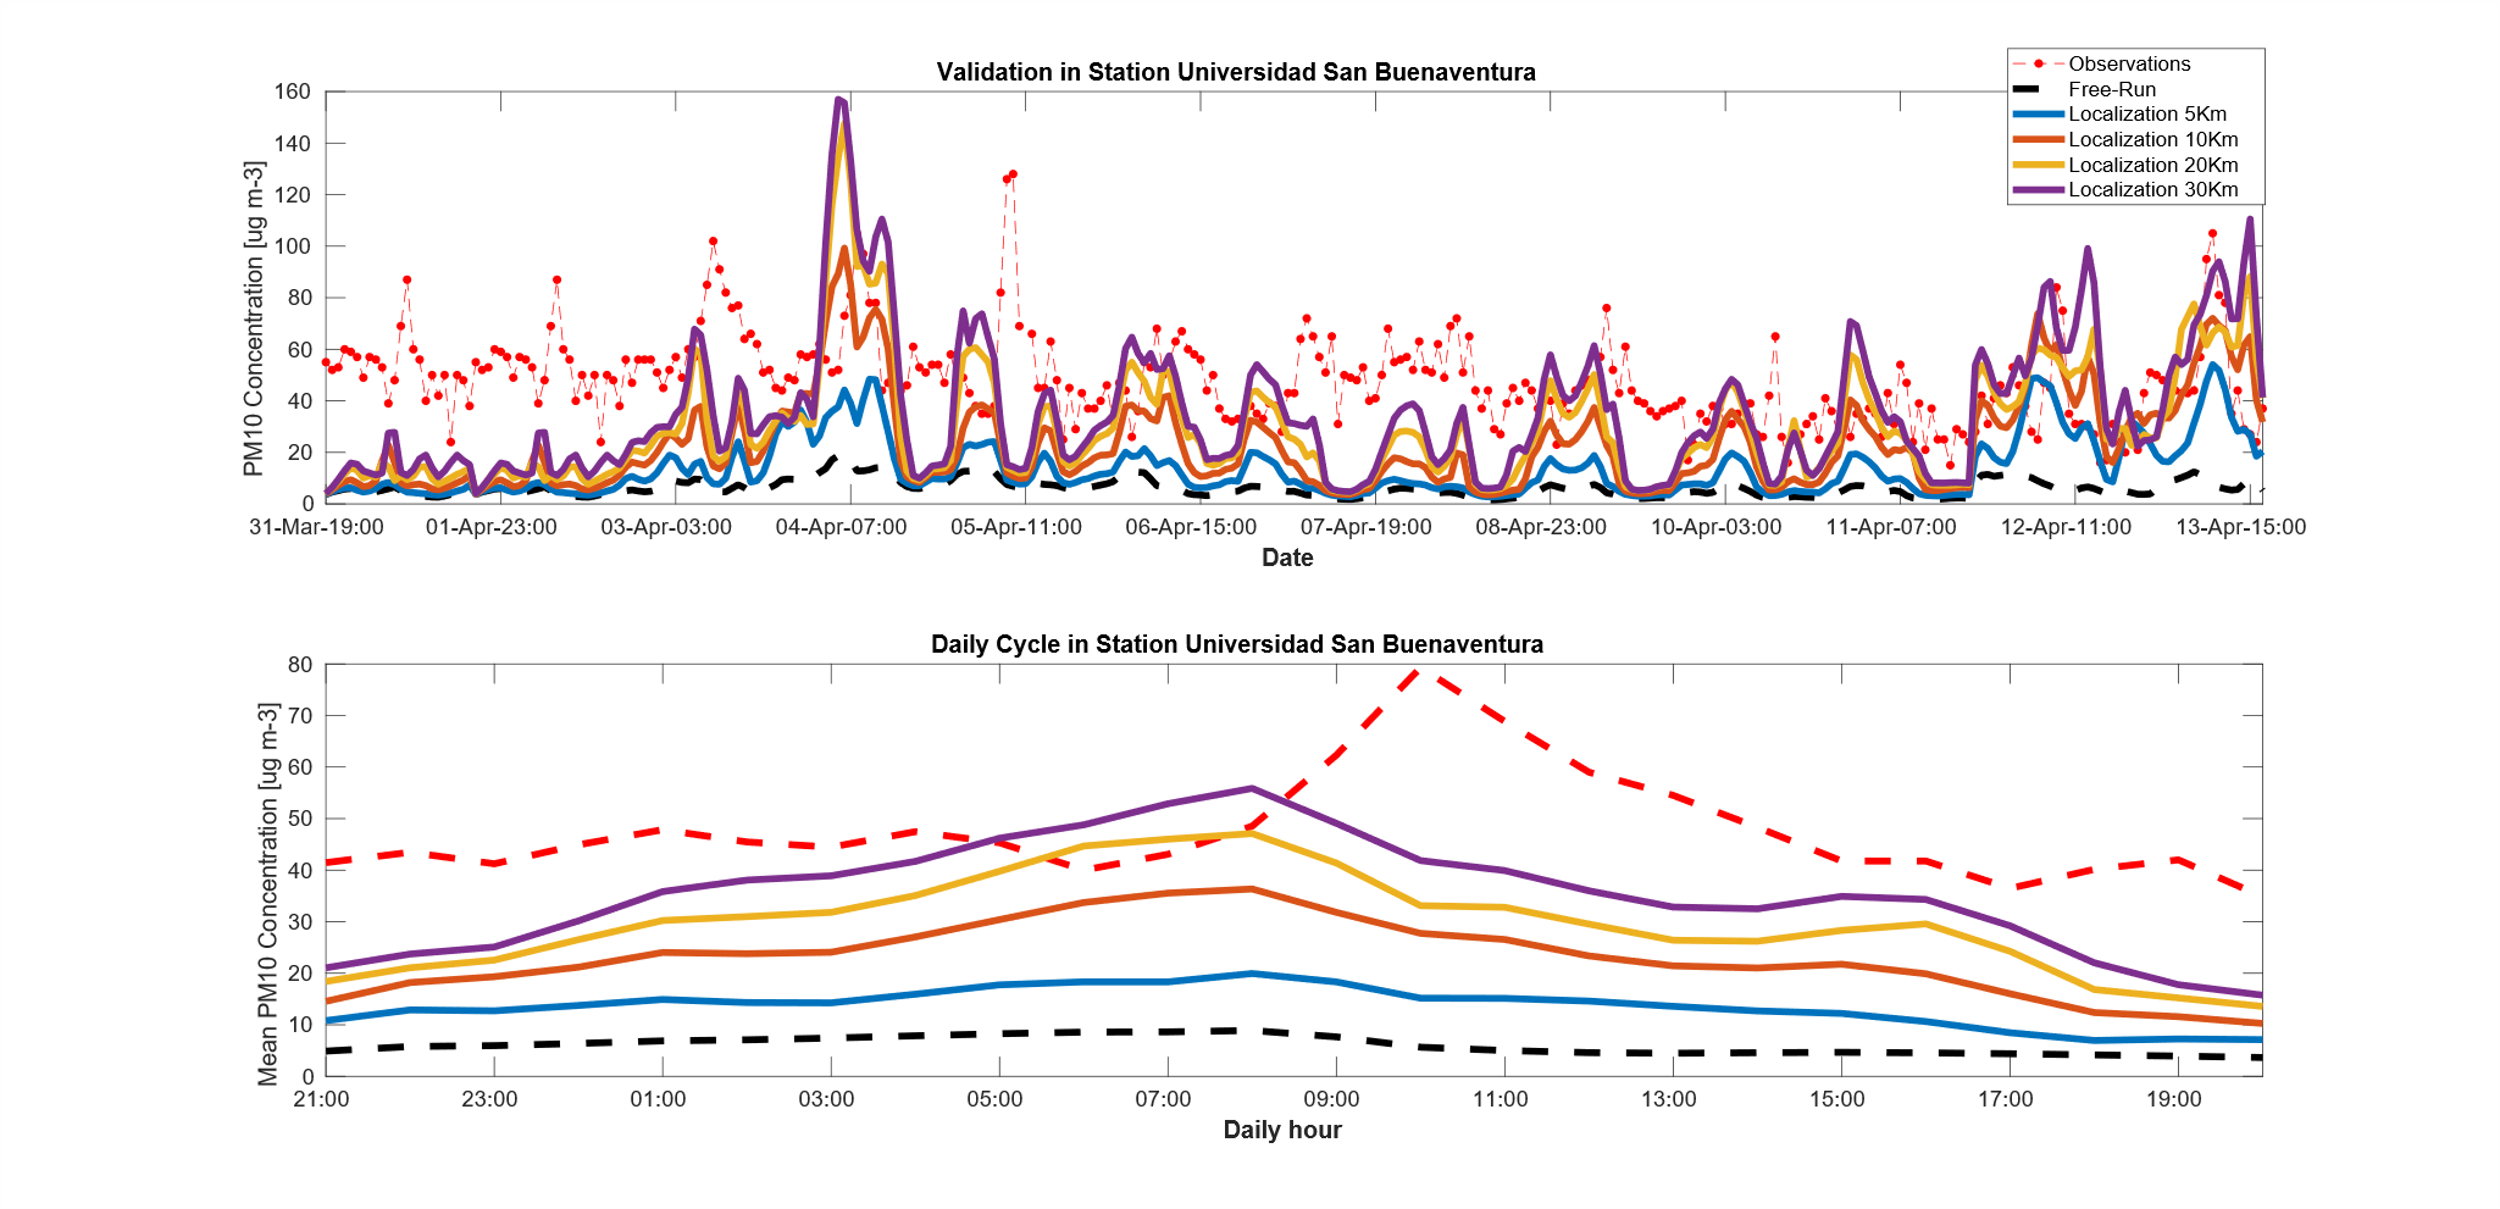 Validation in Station Universidad San Buenaventura
Observations
Free-Run
Localization 5Km
Localization 10Km
Localization 20Km
Localization 30Km
PM10 Concentration [ug m-3]
160
140
120
100
80
60
40
20
0
31-Mar-19:00 01-Apr-23:00 03-Apr-03:00 04-Apr-07:00 05-Apr-11:00 06-Apr-15:00 07-Apr-19:00 08-Apr-23:00 10-Apr-03:00 11-Apr-07:00 12-Apr-11:00 13-Apr-15:00
Date
Daily Cycle in Station Universidad San Buenaventura
Mean PM10 Concentration [ug m-3]
80
70
60
50
40
30
20
10
0
21:00 23:00 01:00 03:00 05:00 07:00 09:00 11:00 13:00 15:00 17:00 19:00
Daily hour